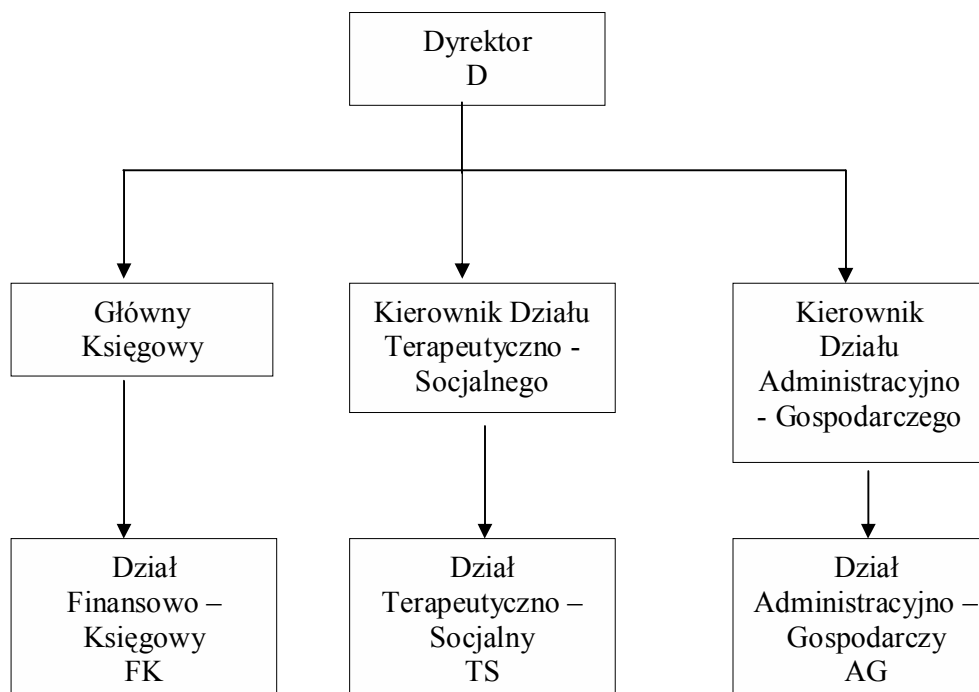 Dyrektor
D
Główny
Księgowy
Kierownik Działu
Terapeutyczno -
Socjalnego
Kierownik
Działu
Administracyjno
- Gospodarczego
Dział
Finansowo –
Księgowy
FK
Dział
Terapeutyczno –
Socjalny
TS
Dział
Administracyjno –
Gospodarczy
AG